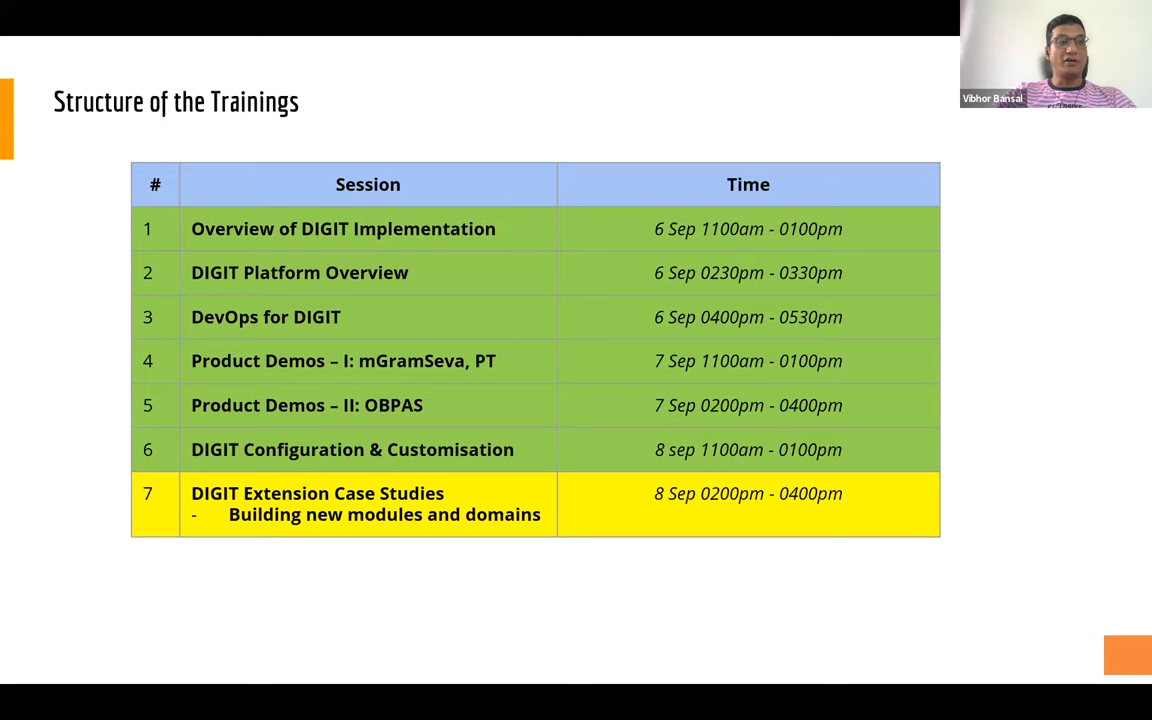 Structure of the Trainings
Vibhor Bansal
# Session Time
1 Overview of DIGIT Implementation 6 Sep 1100am - 0100pm
2 DIGIT Platform Overview 6 Sep 0230pm - 0330pm
3 DevOps for DIGIT 6 Sep 0400pm - 0530pm
4 Product Demos – I: mGramSeva, PT 7 Sep 1100am - 0100pm
5 Product Demos – II: OBPAS 7 Sep 0200pm - 0400pm
6 DIGIT Configuration & Customisation 8 sep 1100am - 0100pm
7 DIGIT Extension Case Studies 8 Sep 0200pm - 0400pm
- Building new modules and domains